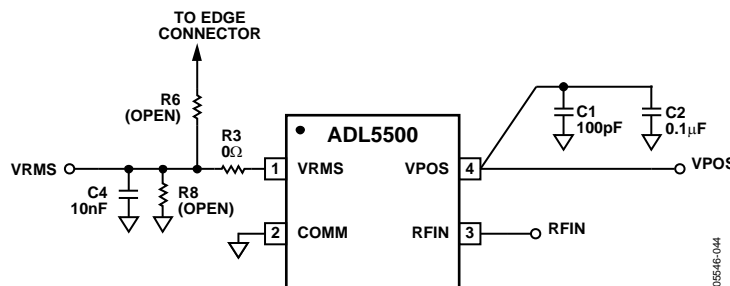 TO EDGE
CONNECTOR
R6
(OPEN)
R3
0Ω
ADL5500
C1
100pF
C2
0.1μF
VRMS
1
VRMS
VPOS
4
VPOS
C4
10nF
R8
(OPEN)
2
COMM
RFIN
3
RFIN
05546-044